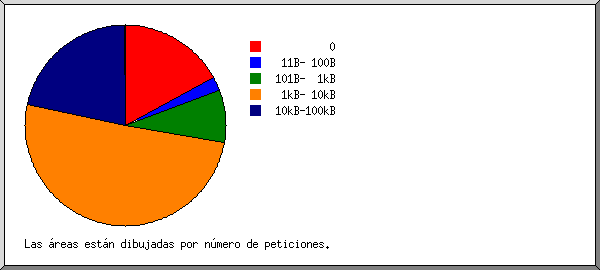 0
11B- 100B
101B- 1kB
1kB- 10kB
10kB-100kB
Las áreas están dibujadas por número de peticiones.